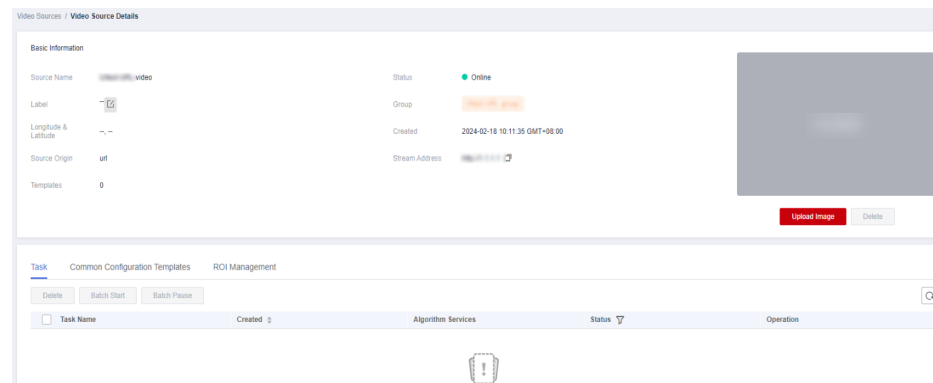 Video Sources / Video Source Details
Basic Information
Source Name video Status Online
Label -- Group
Longitude & Latitude --, -- Created 2024-02-18 10:11:35 GMT+08:00
Source Origin url Stream Address
Templates 0
Upload Image Delete
Task Common Configuration Templates ROI Management
Delete Batch Start Batch Pause
Task Name Created Algorithm Services Status Operation